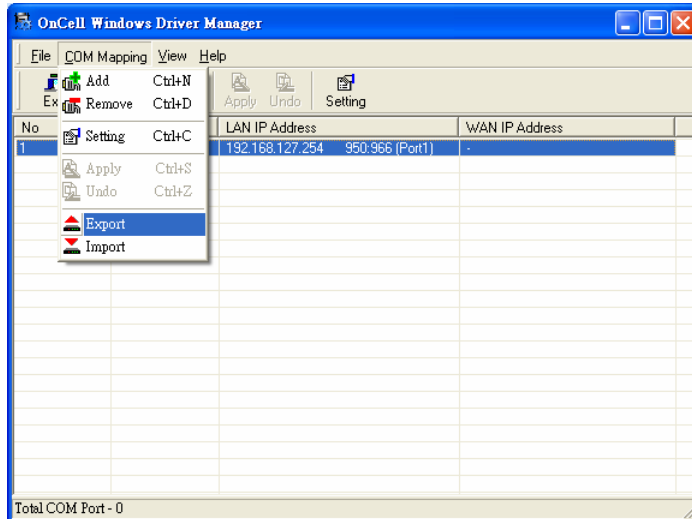 OnCell Windows Driver Manager
File COM Mapping View Help
Ex Apply Undo Setting
Add Ctrl+N
Remove Ctrl+D
Setting Ctrl+C
Apply Ctrl+S
Undo Ctrl+Z
Export
Import
No LAN IP Address WAN IP Address
1 192.168.127.254 950:966 (Port1) -
Total COM Port - 0